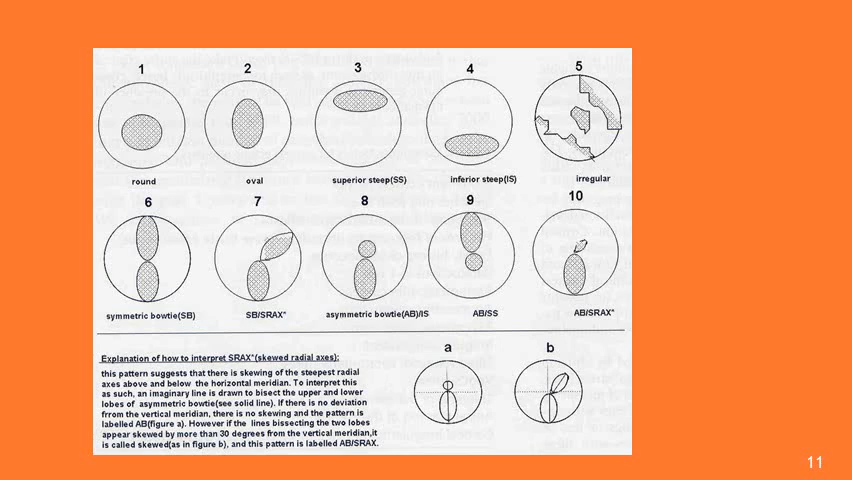 1 2 3 4 5
round oval superior steep(SS) inferior steep(IS) irregular
6 7 8 9 10
symmetric bowtie(SB) SB/SRAX* asymmetric bowtie(AB)/IS AB/SS AB/SRAX*
Explanation of how to interpret SRAX*(skewed radial axes):
this pattern suggests that there is skewing of the steepest radial
axes above and below the horizontal meridian. To interpret this
as such, an imaginary line is drawn to bisect the upper and lower
lobes of asymmetric bowtie(see solid line). If there is no deviation
frrom the vertical meridian, there is no skewing and the pattern is
labelled AB(figure a). However if the lines bissecting the two lobes
appear skewed by more than 30 degrees from the vertical meridian,it
is called skewed(as in figure b), and this pattern is labelled AB/SRAX.
a b
11